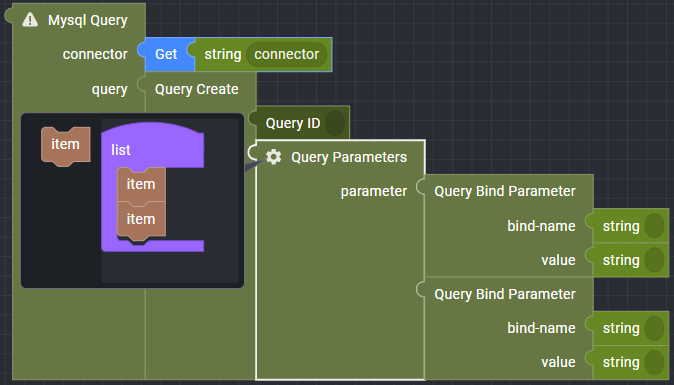 Mysql Query
connector Get string connector
query Query Create
Query ID
item list Query Parameters
item parameter Query Bind Parameter
item bind-name string
value string
Query Bind Parameter
bind-name string
value string